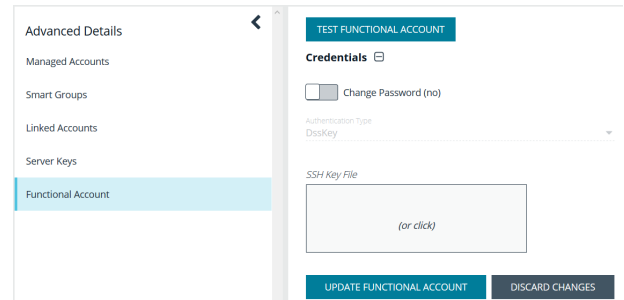 Advanced Details
Managed Accounts
Smart Groups
Linked Accounts
Server Keys
Functional Account
TEST FUNCTIONAL ACCOUNT
Credentials
Change Password (no)
Authentication Type
DssKey
SSH Key File
(or click)
UPDATE FUNCTIONAL ACCOUNT
DISCARD CHANGES